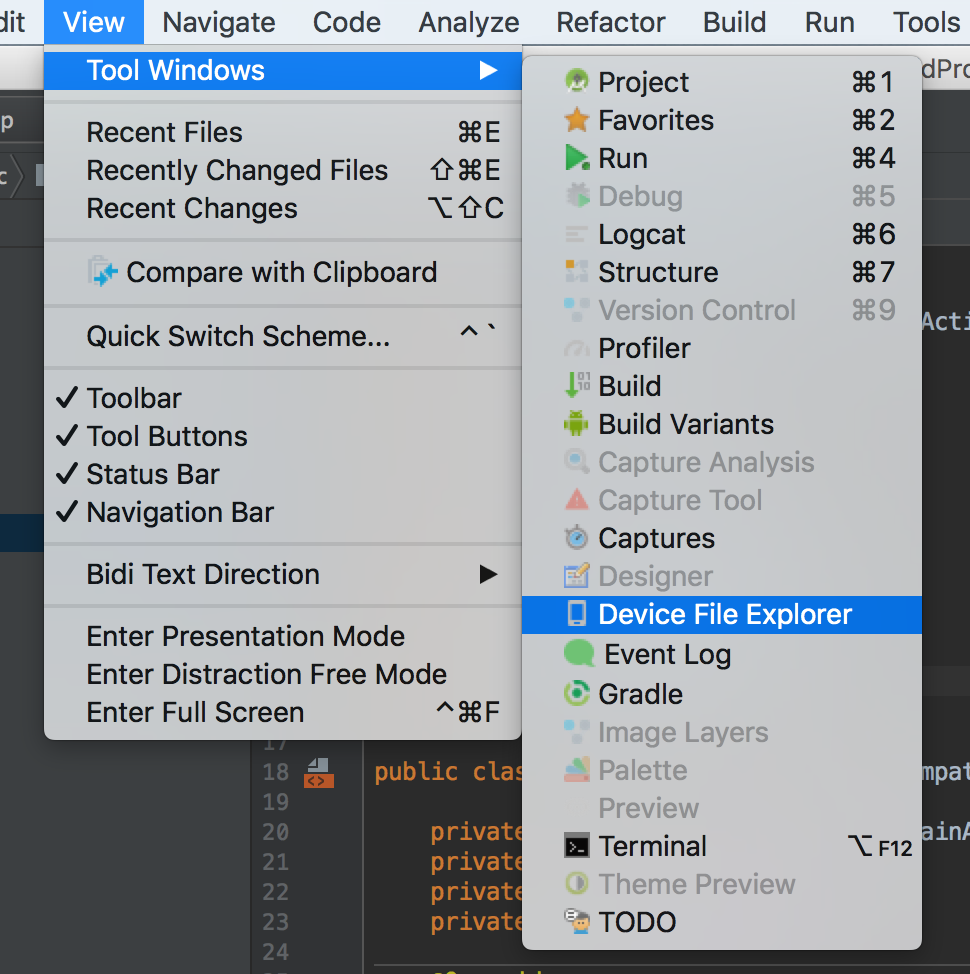 dit View Navigate Code Analyze Refactor Build Run Tools
Tool Windows ▶
Recent Files ⌘E
Recently Changed Files ⇧⌘E
Recent Changes ⌥⇧C
Compare with Clipboard
Quick Switch Scheme... ^`
✓ Toolbar
✓ Tool Buttons
✓ Status Bar
✓ Navigation Bar
Bidi Text Direction ▶
Enter Presentation Mode
Enter Distraction Free Mode
Enter Full Screen ^⌘F
Project ⌘1
Favorites ⌘2
Run ⌘4
Debug ⌘5
Logcat ⌘6
Structure ⌘7
Version Control ⌘9
Profiler
Build
Build Variants
Capture Analysis
Capture Tool
Captures
Designer
Device File Explorer
Event Log
Gradle
Image Layers
Palette
Preview
Terminal ⌥F12
Theme Preview
TODO
dPro
p
c
Acti
17
18 public clas mpat
19
20 private ainA
21 private
22 private
23 private
24